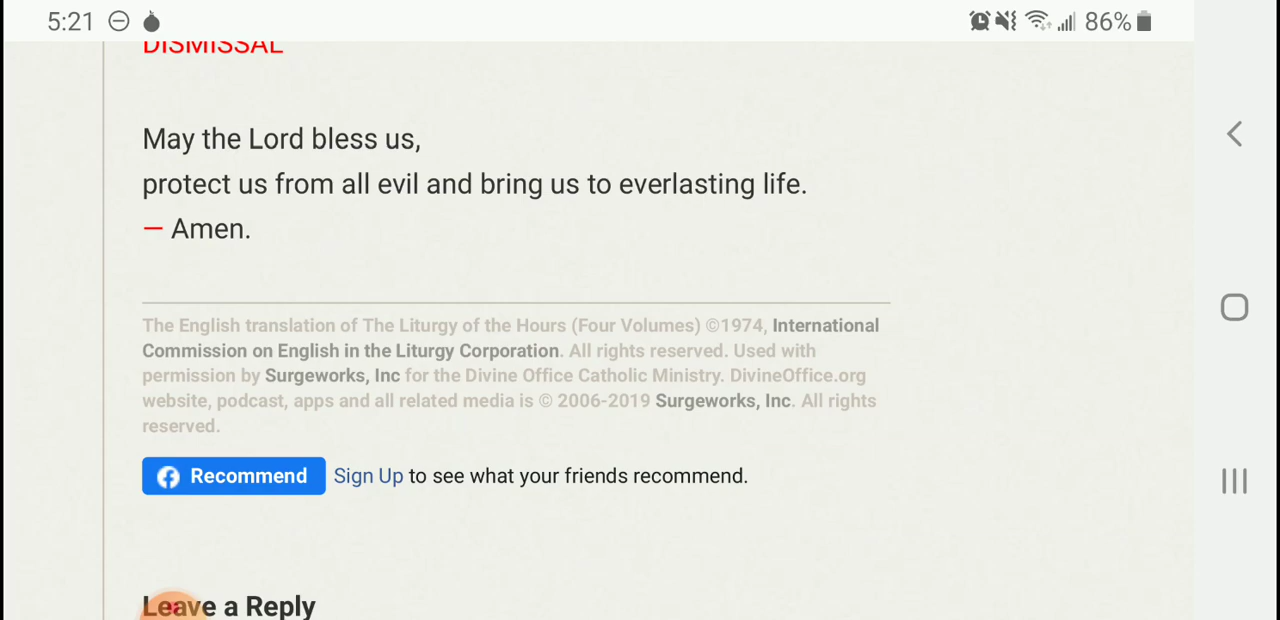 5:21 86%
DISMISSAL
May the Lord bless us,
protect us from all evil and bring us to everlasting life.
— Amen.
The English translation of The Liturgy of the Hours (Four Volumes) ©1974, International
Commission on English in the Liturgy Corporation. All rights reserved. Used with
permission by Surgeworks, Inc for the Divine Office Catholic Ministry. DivineOffice.org
website, podcast, apps and all related media is © 2006-2019 Surgeworks, Inc. All rights
reserved.
Recommend Sign Up to see what your friends recommend.
Leave a Reply